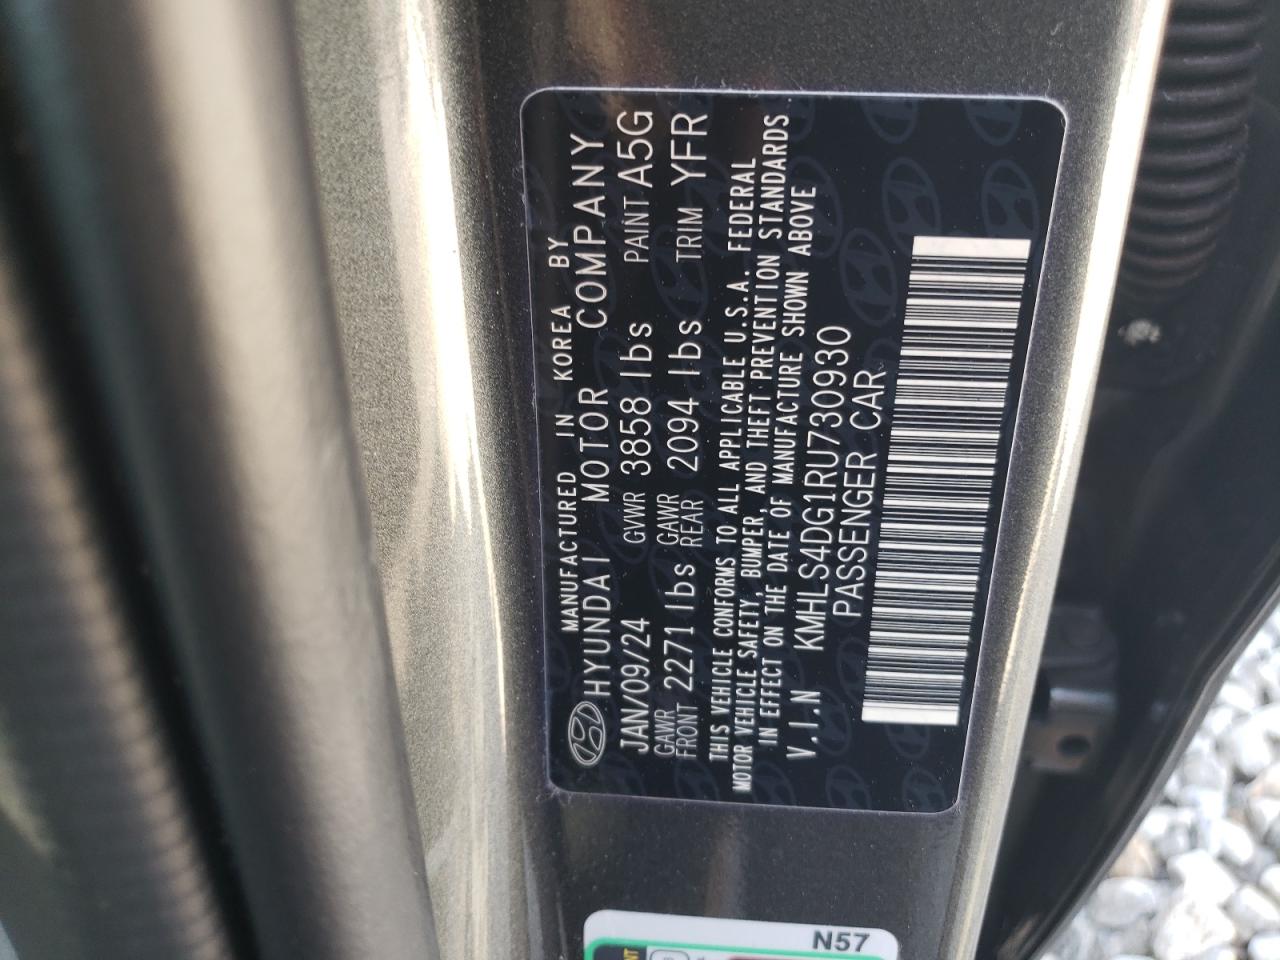 MANUFACTURED IN KOREA BY
HYUNDAI MOTOR COMPANY
JAN/09/24 GVWR 3858 lbs PAINT A5G
GAWR FRONT 2271 lbs GAWR REAR 2094 lbs TRIM YFR
THIS VEHICLE CONFORMS TO ALL APPLICABLE U.S.A. FEDERAL
MOTOR VEHICLE SAFETY, BUMPER, AND THEFT PREVENTION STANDARDS
IN EFFECT ON THE DATE OF MANUFACTURE SHOWN ABOVE
V.I.N KMHLS4DG1RU730930
PASSENGER CAR
N57